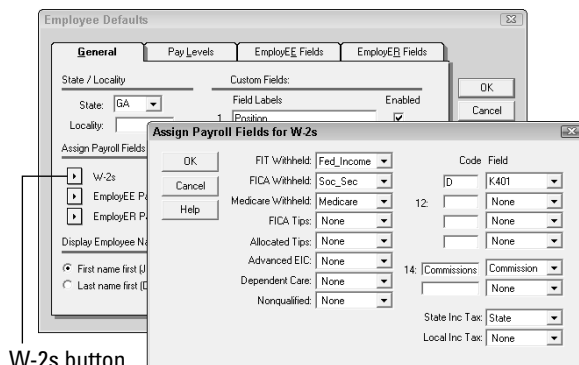 Employee Defaults
General
Pay Levels
EmployEE Fields
EmployER Fields
State / Locality
Custom Fields:
State: GA
Field Labels
Enabled
Locality:
1 Position
OK
Cancel
Assign Payroll Fields
W-2s
EmployEE Pa
EmployER P
Display Employee Na
First name first (J
Last name first (D
Assign Payroll Fields for W-2s
OK
Cancel
Help
FIT Withheld: Fed_Income
FICA Withheld: Soc_Sec
Medicare Withheld: Medicare
FICA Tips: None
Allocated Tips: None
Advanced EIC: None
Dependent Care: None
Nonqualified: None
Code Field
D K401
12: None
None
None
14: Commissions Commission
None
State Inc Tax: State
Local Inc Tax: None
W-2s button